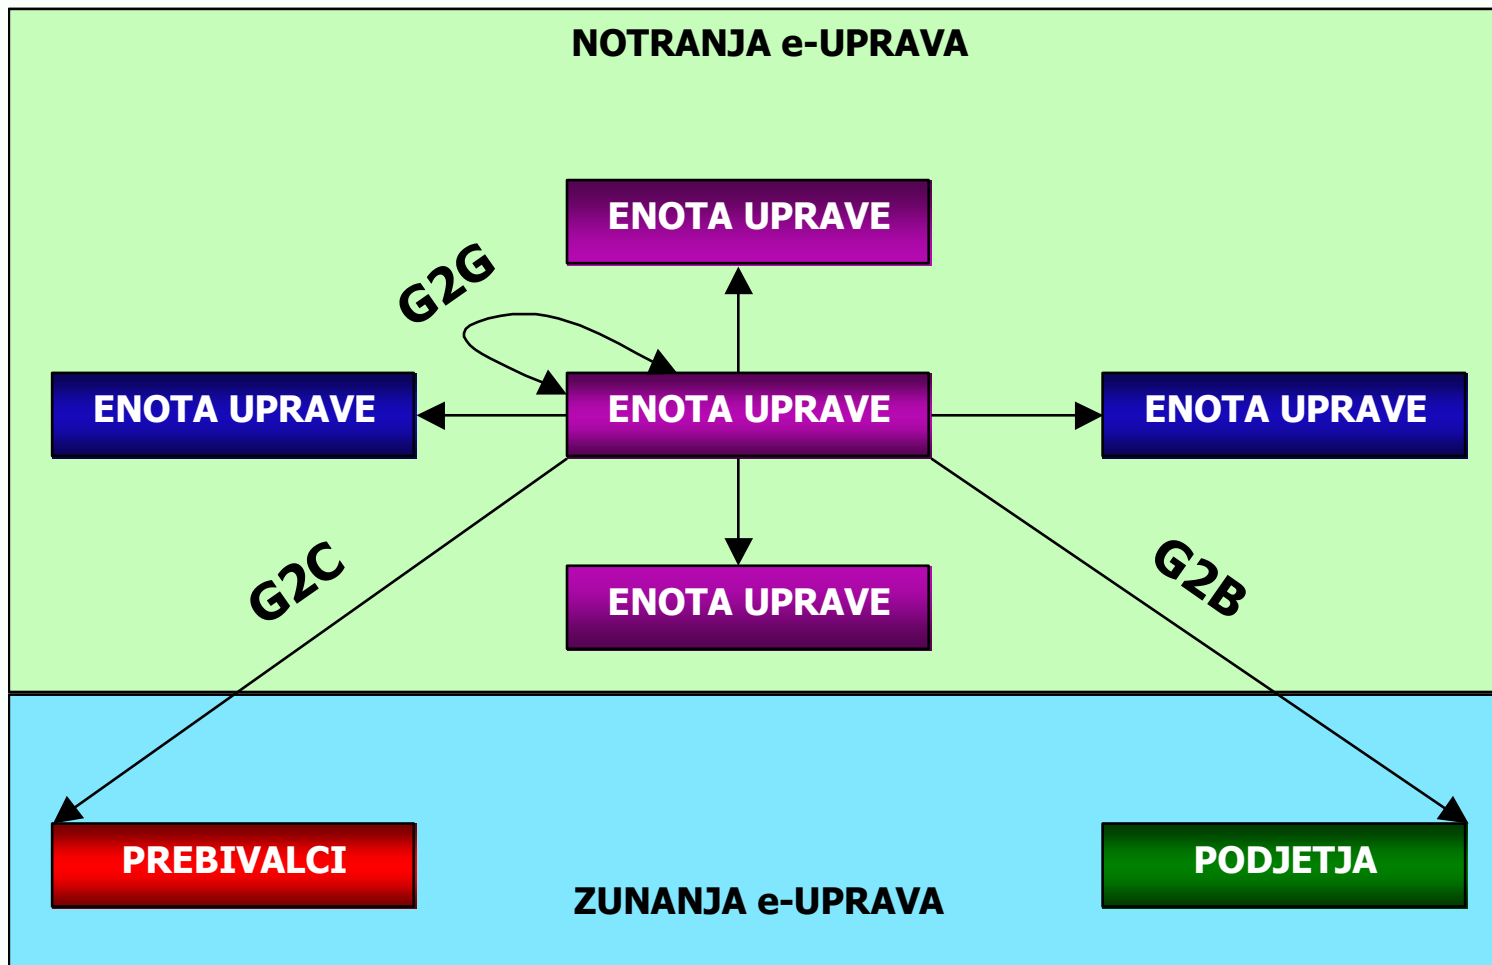 NOTRANJA e-UPRAVA
ENOTA UPRAVE
G2G
ENOTA UPRAVE
ENOTA UPRAVE
ENOTA UPRAVE
G2C
G2B
ENOTA UPRAVE
PREBIVALCI
PODJETJA
ZUNANJA e-UPRAVA